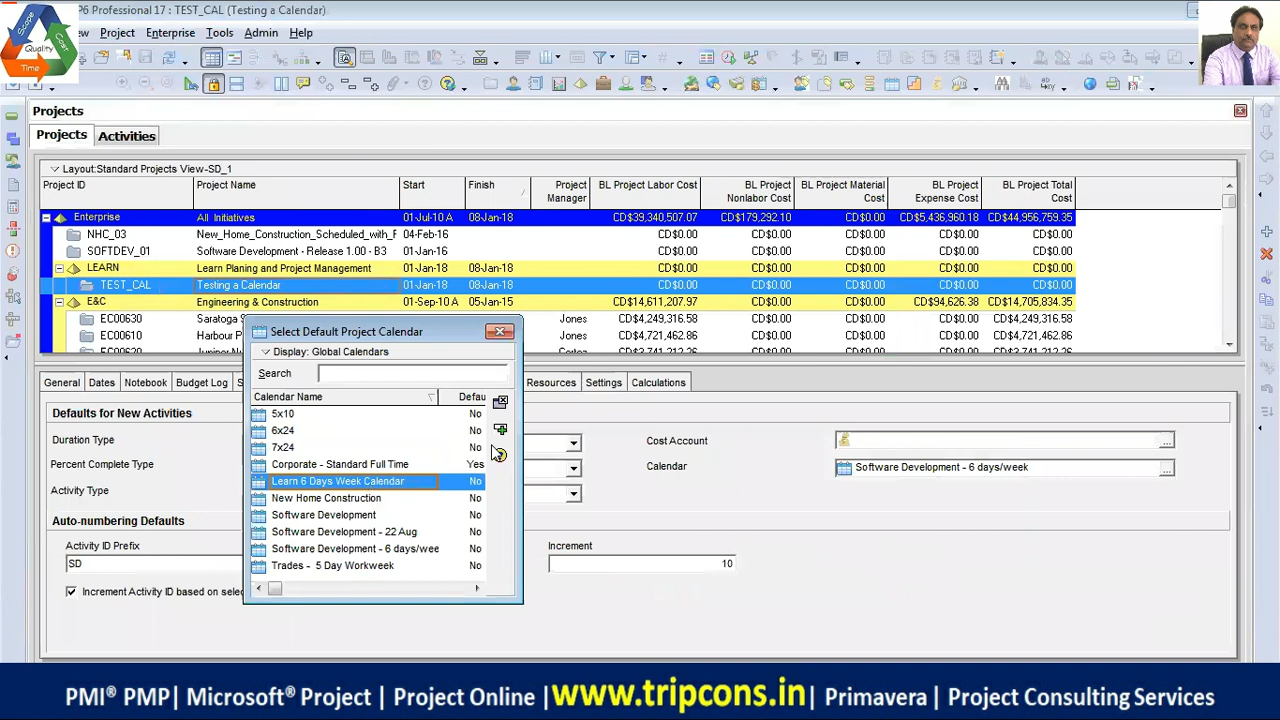 Scope
Quality
Cost
Time
P6 Professional 17 : TEST_CAL (Testing a Calendar)
Project Enterprise Tools Admin Help
Projects
Projects Activities
Layout:Standard Projects View-SD_1
Project ID Project Name Start Finish Project Manager BL Project Labor Cost BL Project Nonlabor Cost BL Project Material Cost BL Project Expense Cost BL Project Total Cost
Enterprise All Initiatives 01-Jul-10 A 08-Jan-18 CD$39,340,507.07 CD$179,292.10 CD$0.00 CD$5,436,960.18 CD$44,956,759.35
NHC_03 New_Home_Construction_Scheduled_with_F 04-Feb-16 CD$0.00 CD$0.00 CD$0.00 CD$0.00 CD$0.00
SOFTDEV_01 Software Development - Release 1.00 - B3 01-Jan-16 CD$0.00 CD$0.00 CD$0.00 CD$0.00 CD$0.00
LEARN Learn Planing and Project Management 01-Jan-18 08-Jan-18 CD$0.00 CD$0.00 CD$0.00 CD$0.00 CD$0.00
TEST_CAL Testing a Calendar 01-Jan-18 08-Jan-18 CD$0.00 CD$0.00 CD$0.00 CD$0.00 CD$0.00
E&C Engineering & Construction 01-Sep-10 A 05-Jan-15 CD$14,611,207.97 CD$0.00 CD$0.00 CD$94,626.38 CD$14,705,834.35
EC00610 Saratoga S Jones CD$4,249,316.58 CD$0.00 CD$0.00 CD$0.00 CD$4,249,316.58
EC00630 Harbour P Jones CD$4,721,462.86 CD$0.00 CD$0.00 CD$0.00 CD$4,721,462.86
Select Default Project Calendar
Display: Global Calendars
Search
Calendar Name Defau
5x10 No
6x24 No
7x24 No
Corporate - Standard Full Time Yes
Learn 6 Days Week Calendar No
New Home Construction No
Software Development No
Software Development - 22 Aug No
Software Development - 6 days/wee No
Trades - 5 Day Workweek No
General Dates Notebook Budget Log S Resources Settings Calculations
Defaults for New Activities
Duration Type
Percent Complete Type
Activity Type
Cost Account
Calendar Software Development - 6 days/week
Auto-numbering Defaults
Activity ID Prefix
SD
Increment
10
Increment Activity ID based on selec
PMI® PMP| Microsoft® Project | Project Online |www.tripcons.in| Primavera | Project Consulting Services